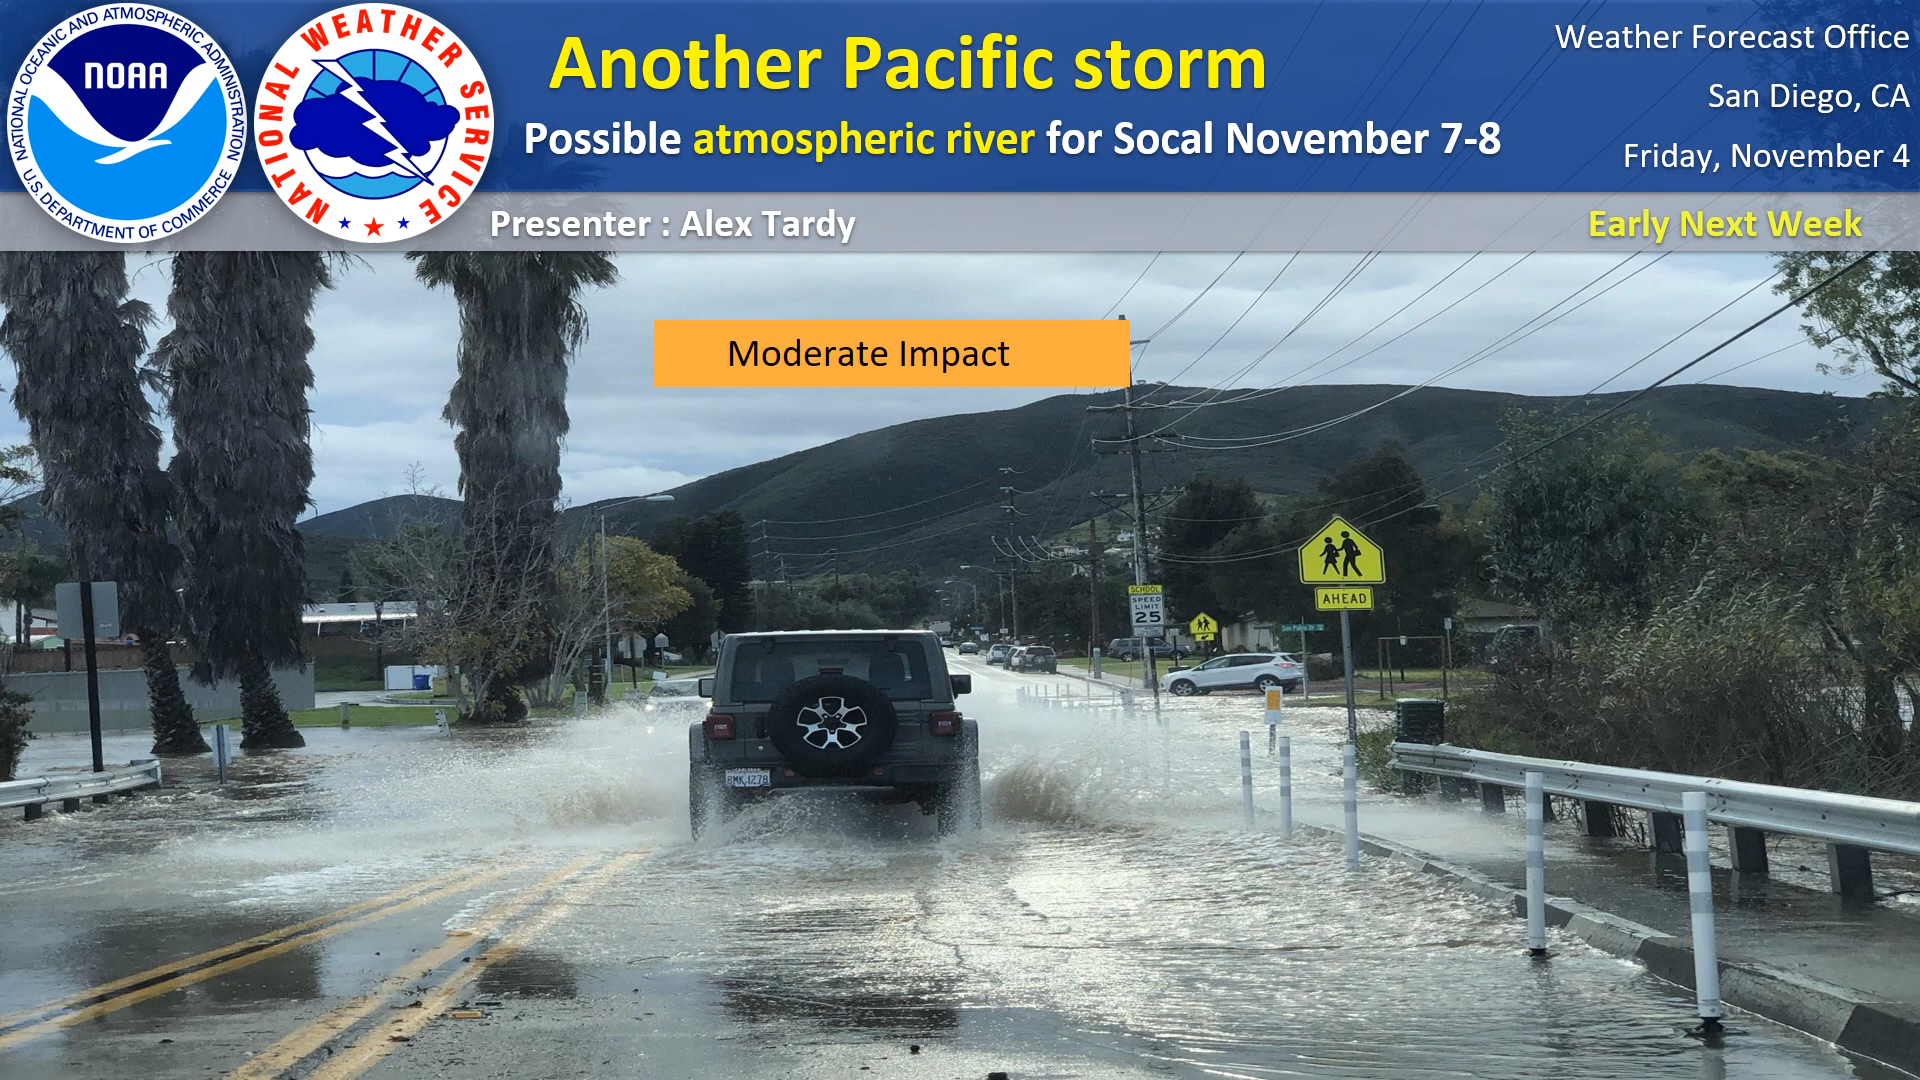 NATIONAL OCEANIC AND ATMOSPHERIC ADMINISTRATION
NOAA
U.S. DEPARTMENT OF COMMERCE
NATIONAL WEATHER SERVICE
Another Pacific storm
Possible atmospheric river for Socal November 7-8
Weather Forecast Office
San Diego, CA
Friday, November 4
Presenter : Alex Tardy
Early Next Week
Moderate Impact
AHEAD
SCHOOL
SPEED
LIMIT
25
8MK1278